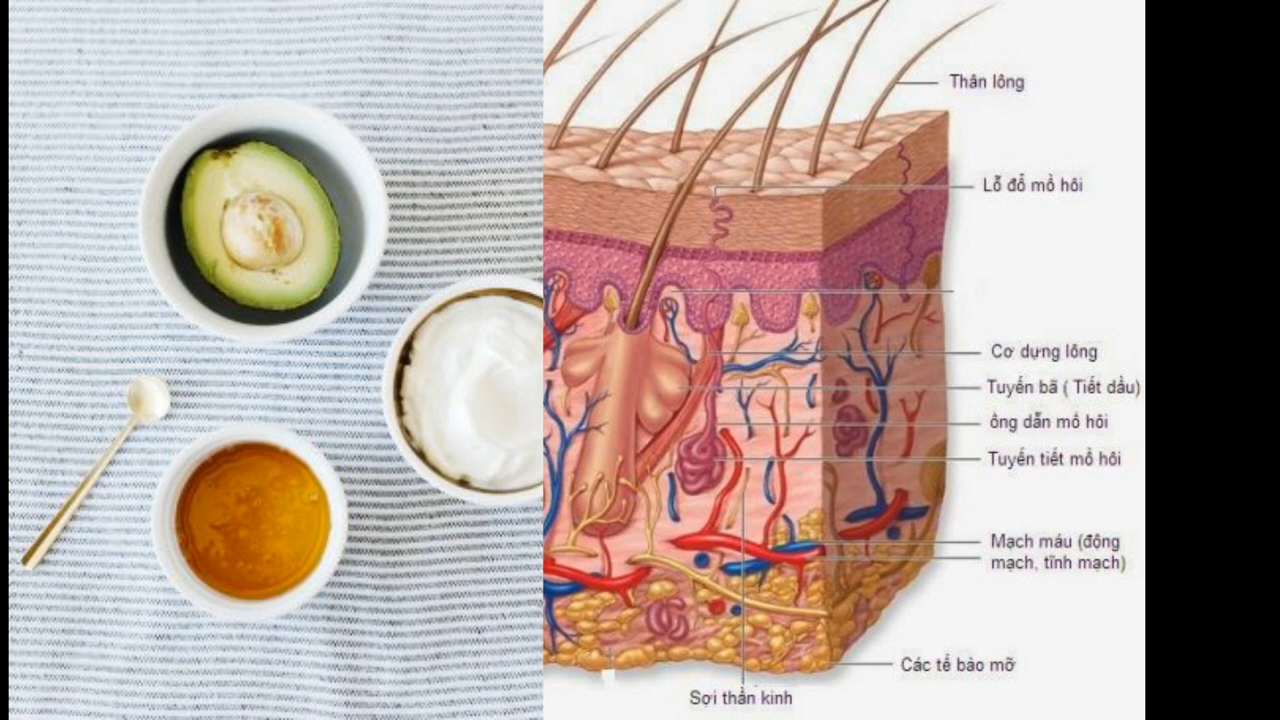 Thân lông
Lỗ đổ mồ hôi
Cơ dựng lông
Tuyến bã ( Tiết dầu)
ông dẫn mồ hôi
Tuyến tiết mồ hôi
Mạch máu (động
mạch, tĩnh mạch)
Các tế bào mỡ
Sợi thần kinh